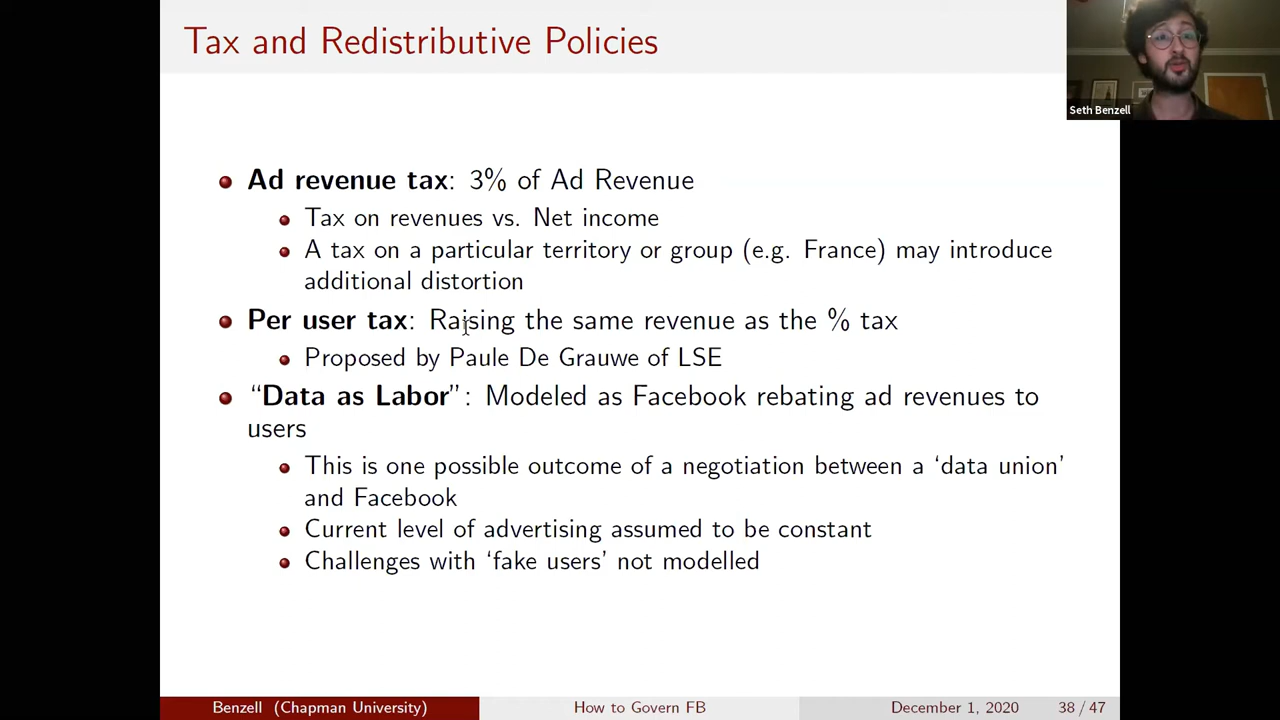 Tax and Redistributive Policies
Seth Benzell
Ad revenue tax: 3% of Ad Revenue
Tax on revenues vs. Net income
A tax on a particular territory or group (e.g. France) may introduce
additional distortion
Per user tax: Raising the same revenue as the % tax
Proposed by Paule De Grauwe of LSE
“Data as Labor”: Modeled as Facebook rebating ad revenues to
users
This is one possible outcome of a negotiation between a ‘data union’
and Facebook
Current level of advertising assumed to be constant
Challenges with ‘fake users’ not modelled
Benzell (Chapman University)
How to Govern FB
December 1, 2020
38 / 47